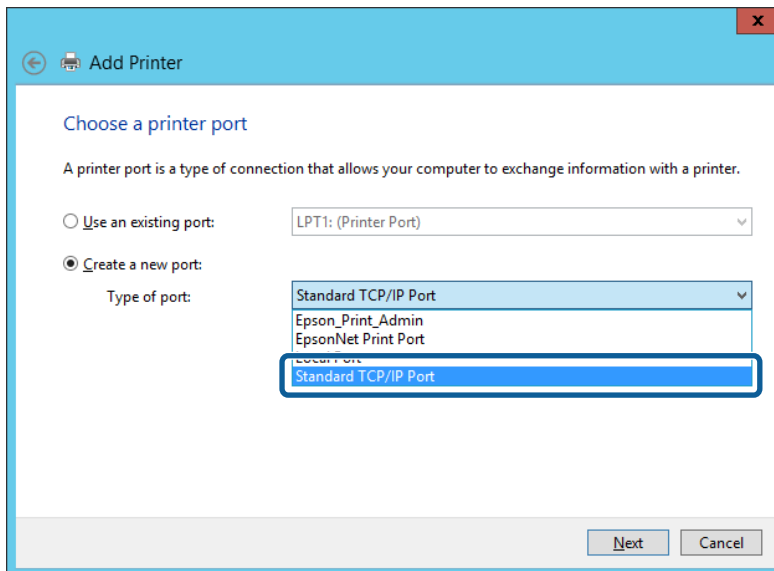 x
Add Printer
Choose a printer port
A printer port is a type of connection that allows your computer to exchange information with a printer.
Use an existing port: LPT1: (Printer Port)
Create a new port:
Type of port: Standard TCP/IP Port
Epson_Print_Admin
EpsonNet Print Port
Local Port
Standard TCP/IP Port
Next Cancel